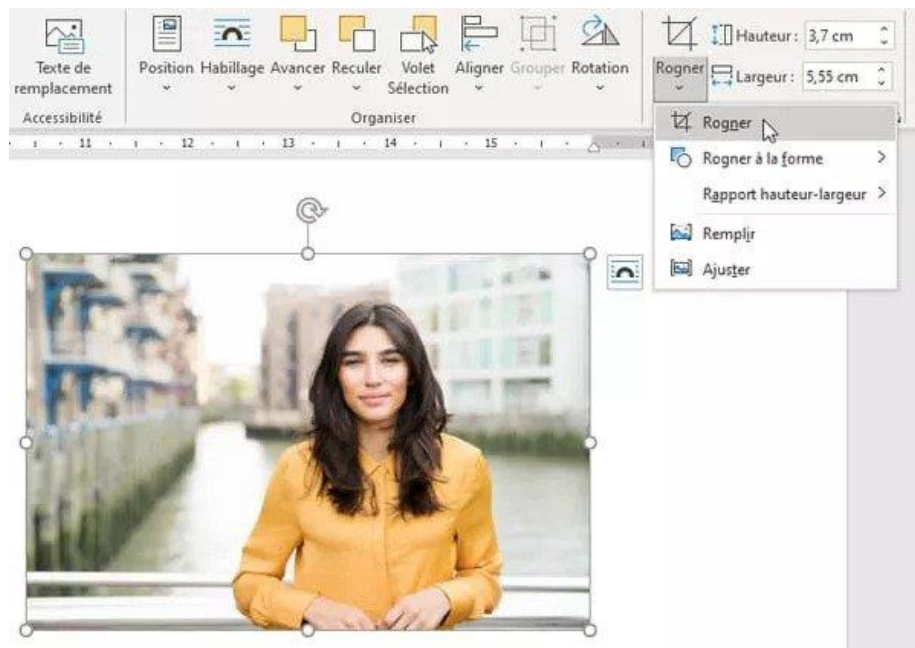 Texte de remplacement
Position Habillage Avancer Reculer Volet Sélection Aligner Grouper Rotation
Rogner
Hauteur : 3,7 cm
Largeur : 5,55 cm
Accessibilité
Organiser
11 12 13 14 15
Rogner
Rogner à la forme
Rapport hauteur-largeur
Remplir
Ajuster